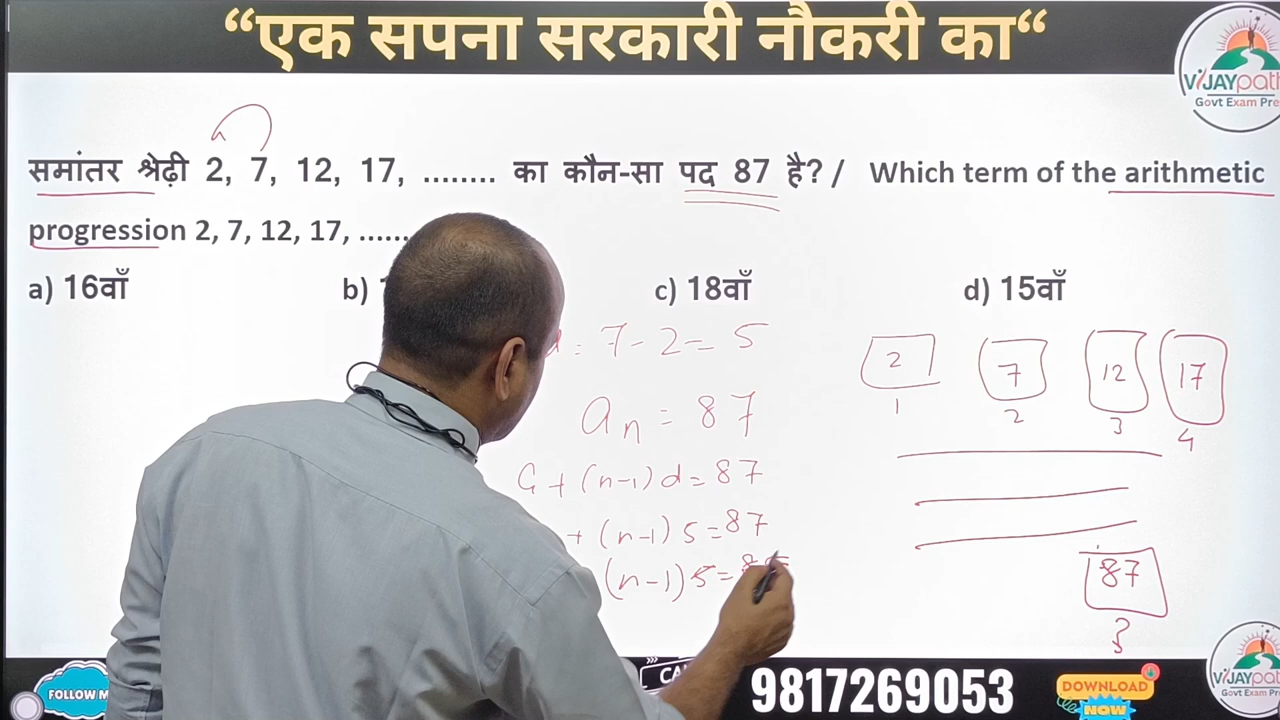 “एक सपना सरकारी नौकरी का“
VIJAYpath
Govt Exam Pre
समांतर श्रेढ़ी 2, 7, 12, 17, ........ का कौन-सा पद 87 है? / Which term of the arithmetic
progression 2, 7, 12, 17, ......
a) 16वाँ b) c) 18वाँ d) 15वाँ
= 7 - 2 = 5
2 7 12 17
1 2 3 4
an = 87
a + (n-1) d = 87
+ (n-1) 5 = 87
(n-1) 5 =
87
FOLLOW
9817269053
DOWNLOAD
NOW
VIJAYpath
Govt Exam Pre